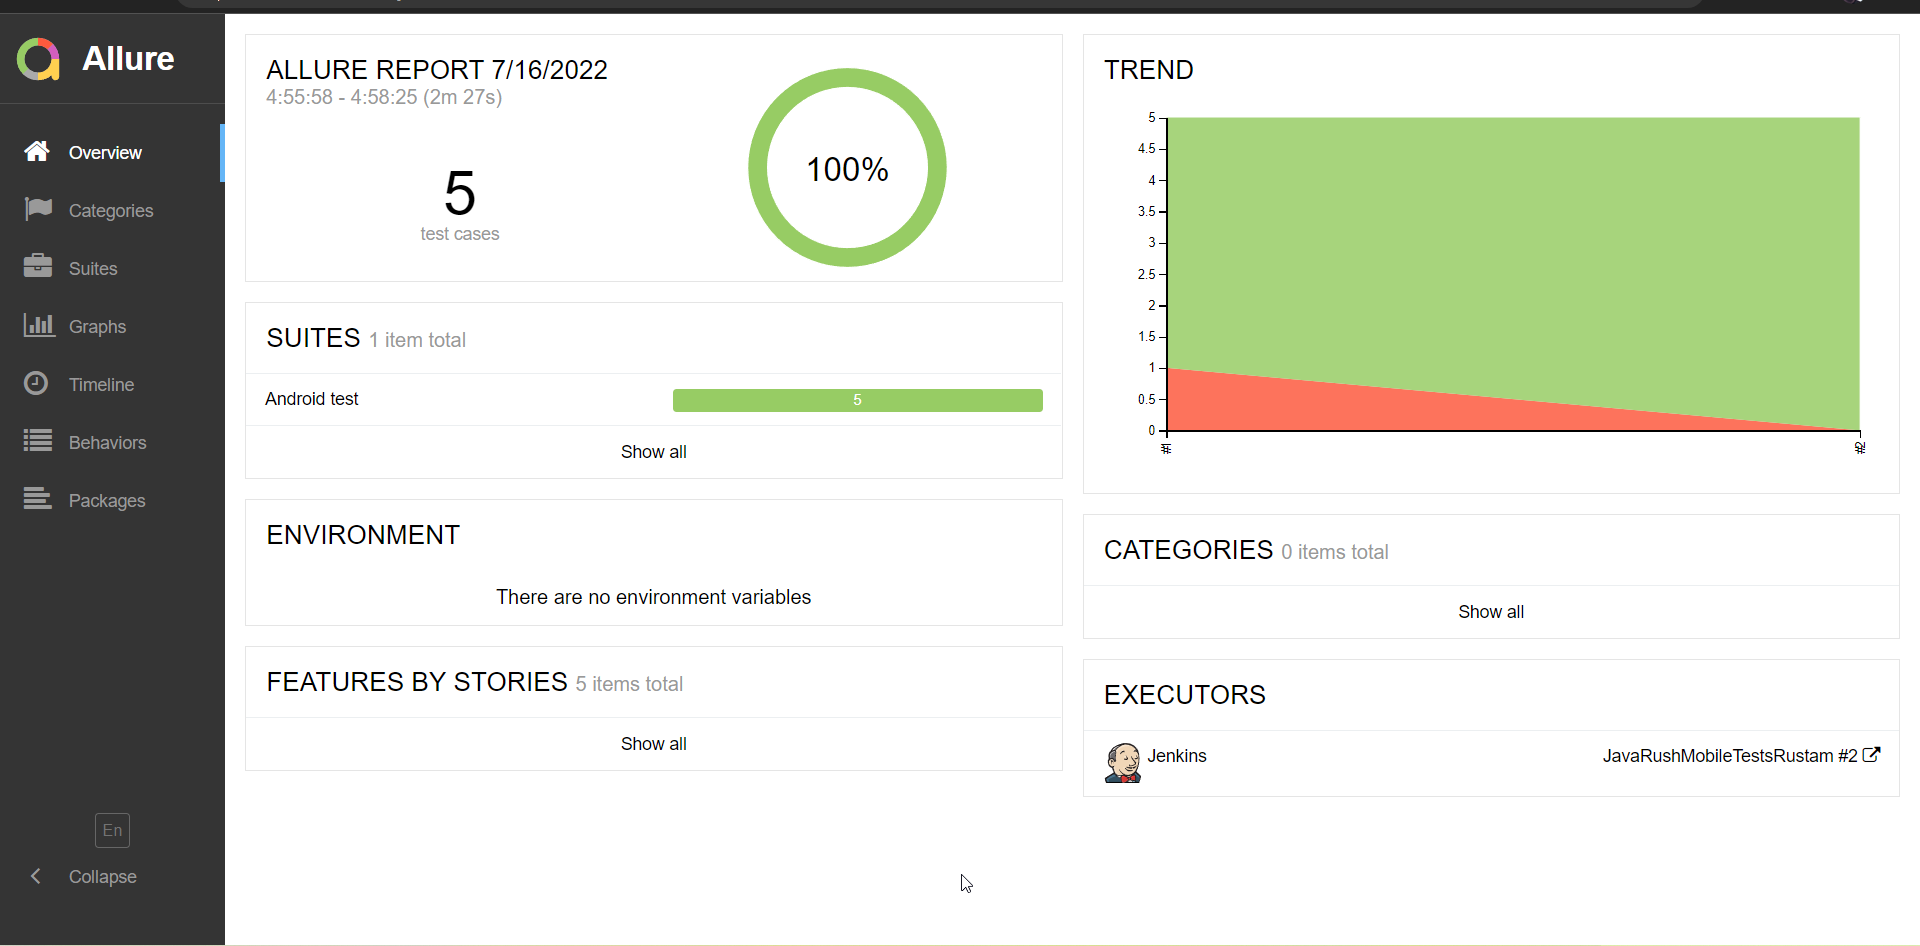 Allure
Overview
Categories
Suites
Graphs
Timeline
Behaviors
Packages
En
Collapse
ALLURE REPORT 7/16/2022
4:55:58 - 4:58:25 (2m 27s)
5
test cases
100%
SUITES 1 item total
Android test 5
Show all
ENVIRONMENT
There are no environment variables
FEATURES BY STORIES 5 items total
Show all
TREND
5
4.5
4
3.5
3
2.5
2
1.5
1
0.5
0
#1 #2
CATEGORIES 0 items total
Show all
EXECUTORS
Jenkins JavaRushMobileTestsRustam #2